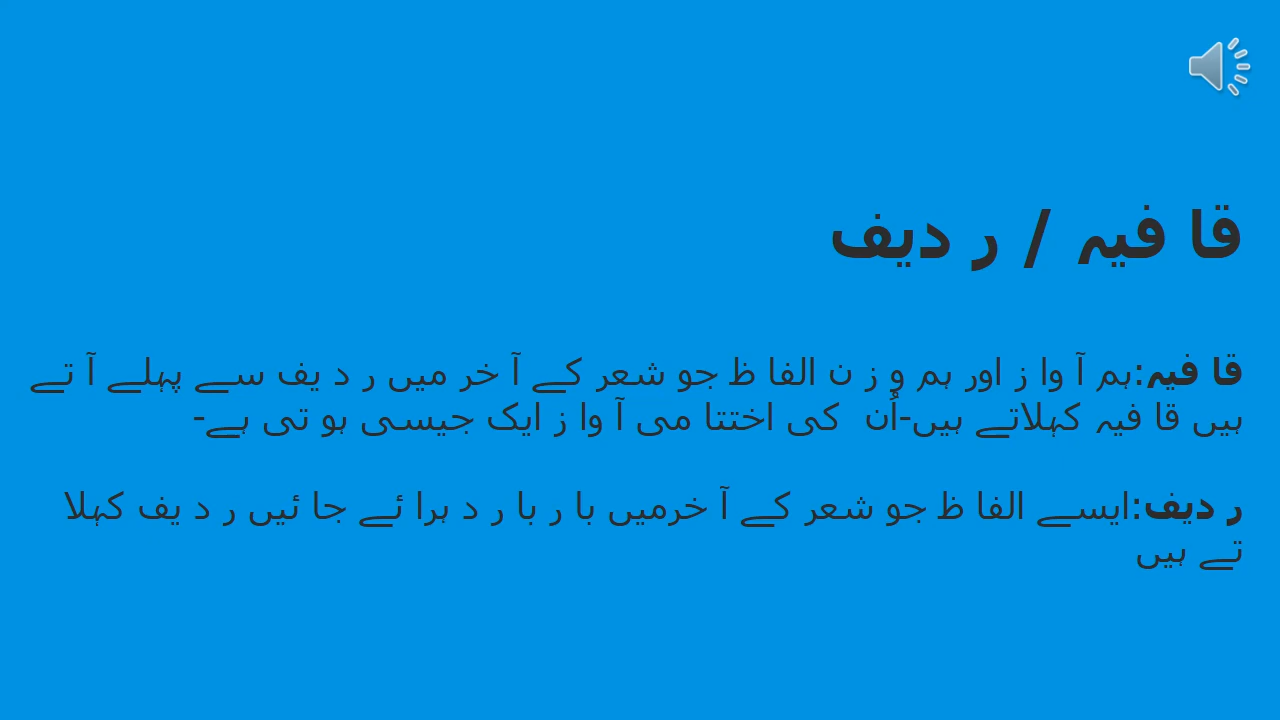 قا فیہ / ر دیف
قا فیہ:ہم آ وا ز اور ہم و ز ن الفا ظ جو شعر کے آ خر میں ر د یف سے پہلے آ تے
ہیں قا فیہ کہلاتے ہیں-اُن کی اختتا می آ وا ز ایک جیسی ہو تی ہے-
ر دیف:ایسے الفا ظ جو شعر کے آ خرمیں با ر با ر د ہرا ئے جا ئیں ر د یف کہلا
تے ہیں